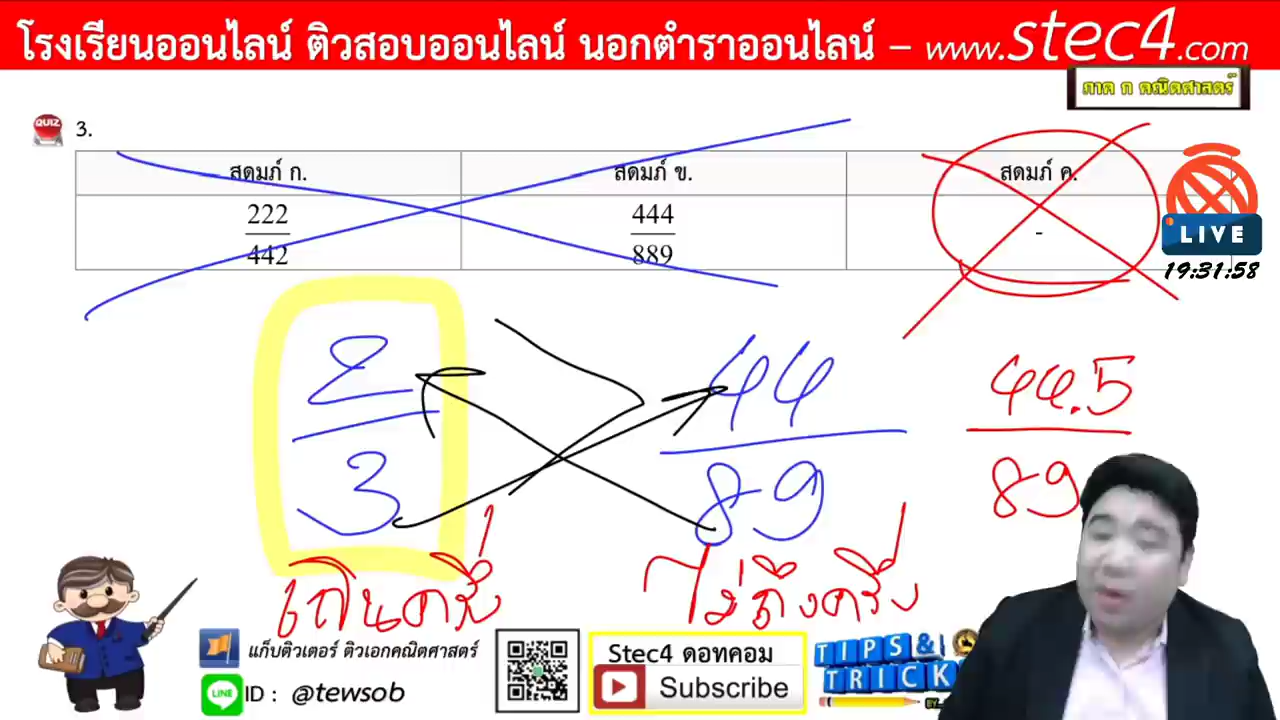 โรงเรียนออนไลน์ ติวสอบออนไลน์ นอกตำราออนไลน์ – www.stec4.com
ภาค ก คณิตศาสตร์
QUIZ 3.
สดมภ์ ก. สดมภ์ ข. สดมภ์ ค.
222 444
442 889 -
LIVE
19:31:58
2 44 44.5
3 89 89
เกินครึ่ง ไม่ถึงครึ่ง
แก็บติวเตอร์ ติวเอกคณิตศาสตร์
LINE ID : @tewsob
Stec4 ดอทคอม
Subscribe
TIPS &
TRICK
BY